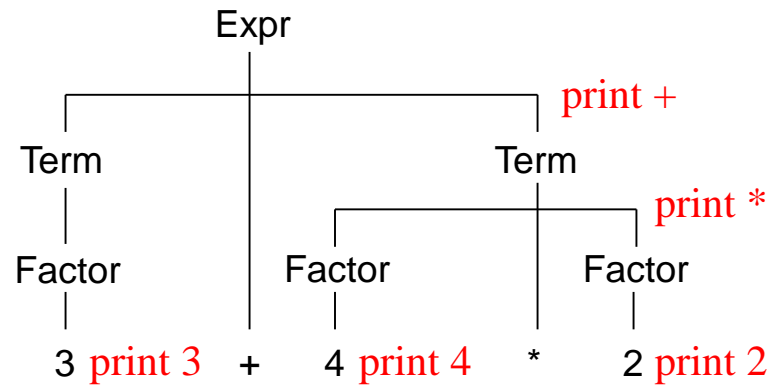 Expr
print +
Term Term
print *
Factor Factor Factor
3 print 3 + 4 print 4 * 2 print 2